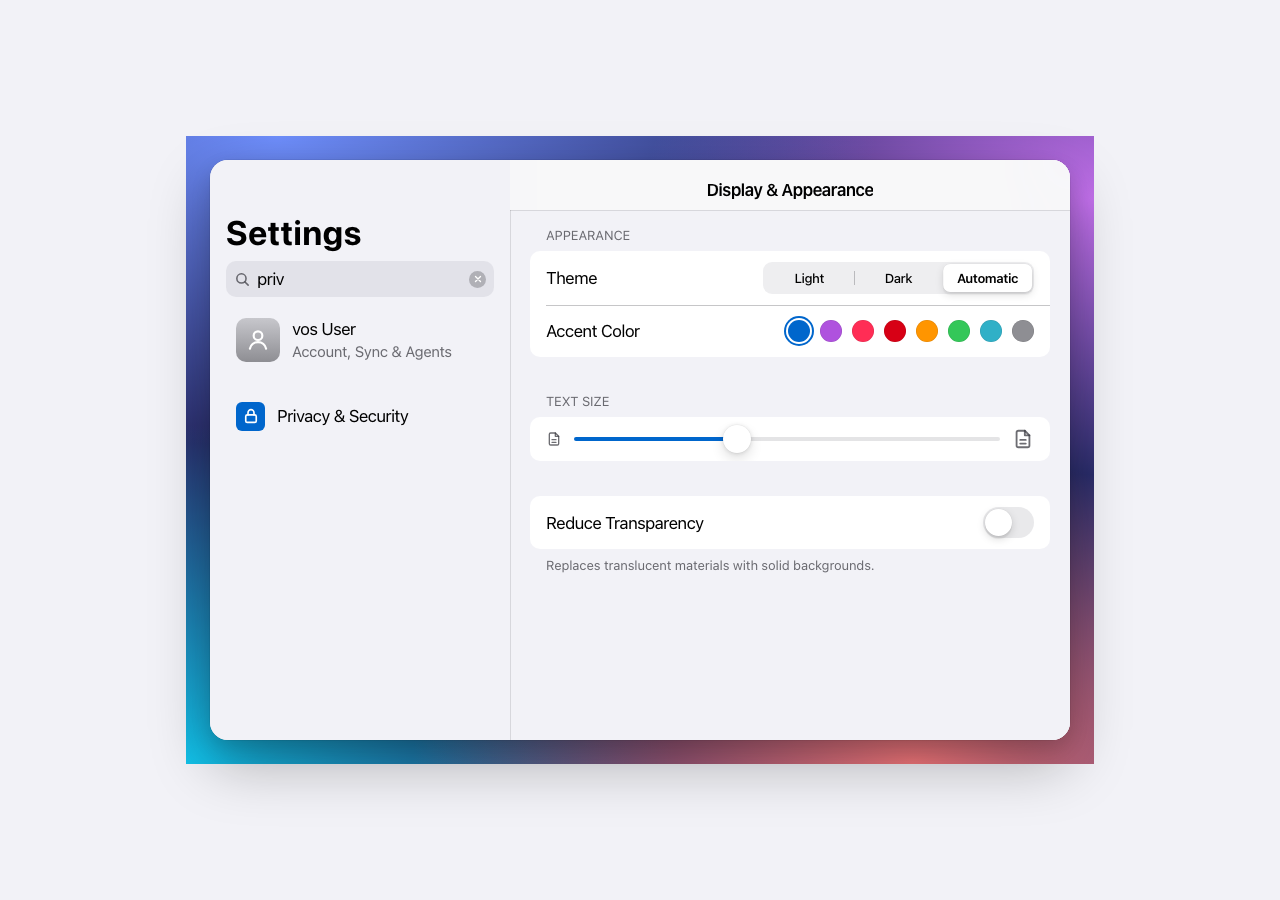 Settings
priv
vos User
Account, Sync & Agents
Privacy & Security
Display & Appearance
APPEARANCE
Theme
Light
Dark
Automatic
Accent Color
TEXT SIZE
Reduce Transparency
Replaces translucent materials with solid backgrounds.